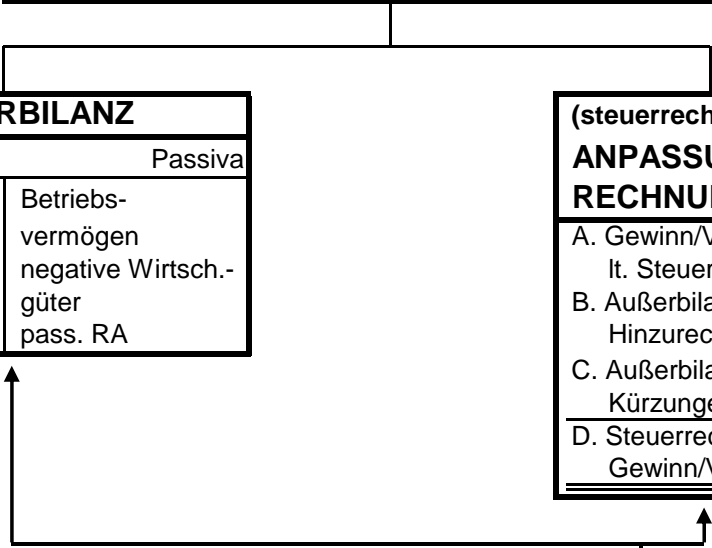 RBILANZ
Passiva
Betriebs-
vermögen
negative Wirtsch.-
güter
pass. RA
(steuerrech
ANPASSU
RECHNU
A. Gewinn/V
lt. Steuer
B. Außerbila
Hinzurec
C. Außerbila
Kürzunge
D. Steuerrec
Gewinn/V